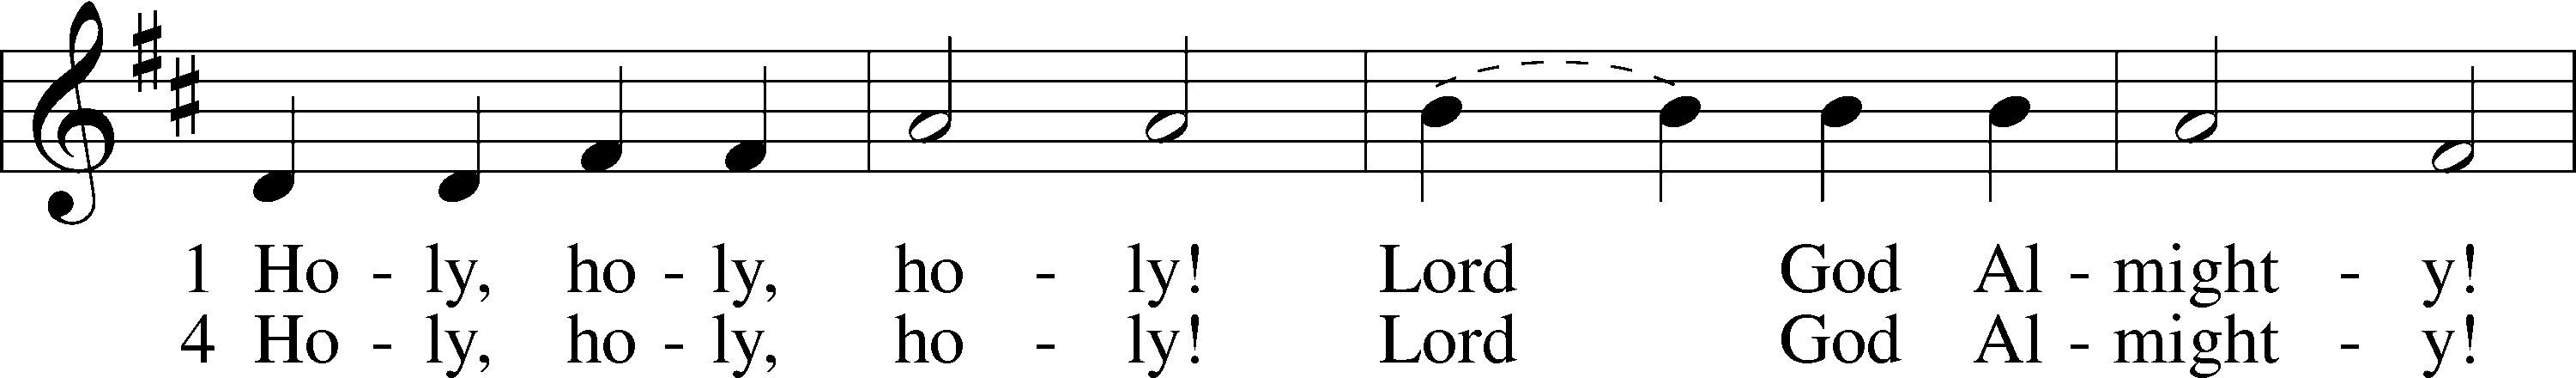 1 Ho - ly, ho - ly, ho - ly! Lord God Al - might - y!
4 Ho - ly, ho - ly, ho - ly! Lord God Al - might - y!